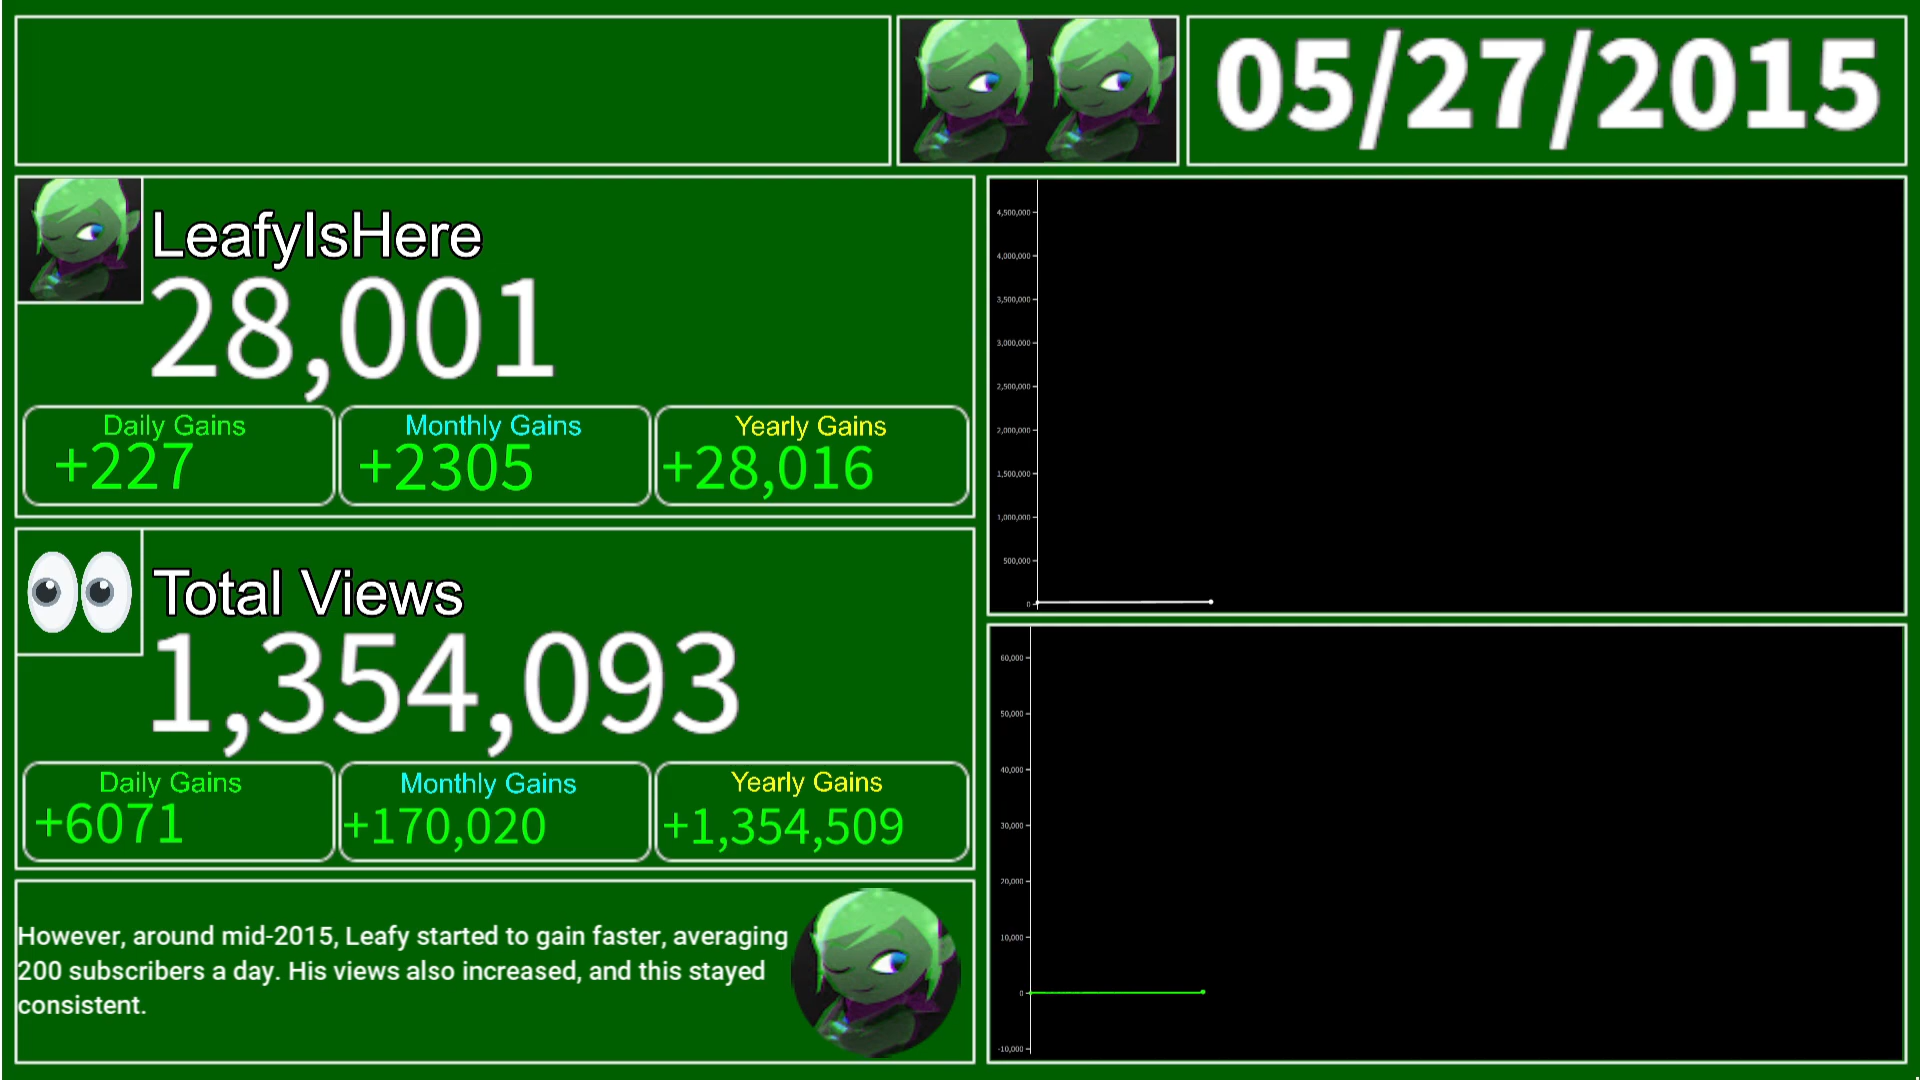 05/27/2015
LeafyIsHere
28,001
Daily Gains
+227
Monthly Gains
+2305
Yearly Gains
+28,016
Total Views
1,354,093
Daily Gains
+6071
Monthly Gains
+170,020
Yearly Gains
+1,354,509
However, around mid-2015, Leafy started to gain faster, averaging
200 subscribers a day. His views also increased, and this stayed
consistent.
4,500,000
4,000,000
3,500,000
3,000,000
2,500,000
2,000,000
1,500,000
1,000,000
500,000
0
60,000
50,000
40,000
30,000
20,000
10,000
0
-10,000